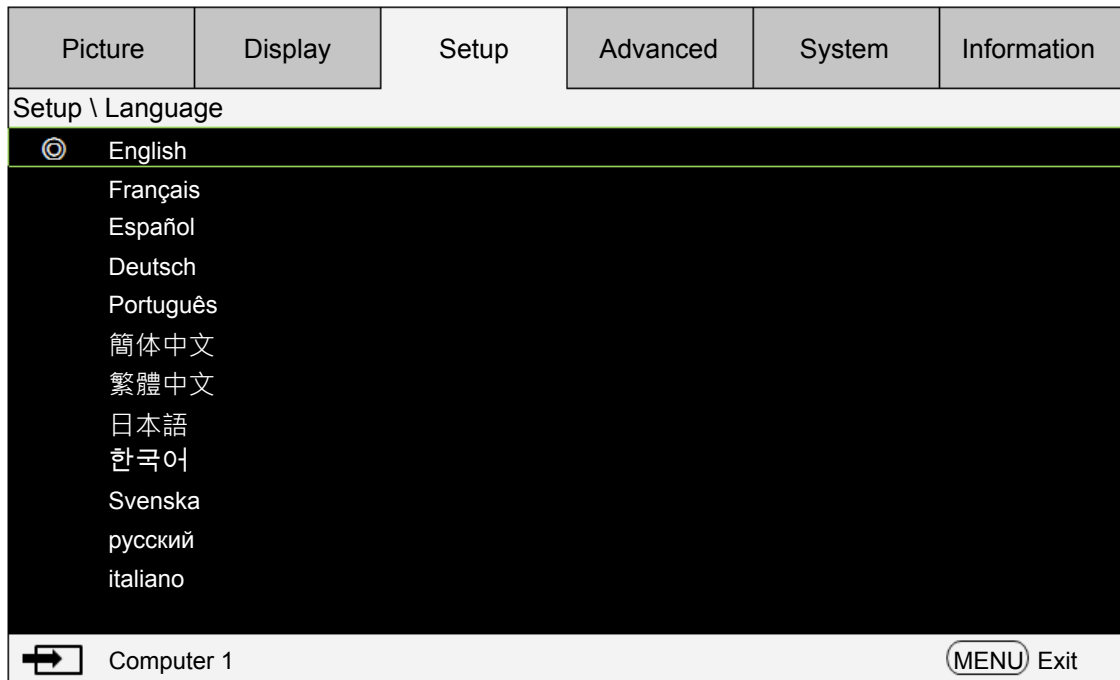 Picture Display Setup Advanced System Information
Setup \ Language
English
Français
Español
Deutsch
Português
簡体中文
繁體中文
日本語
한국어
Svenska
русский
italiano
Computer 1 MENU Exit